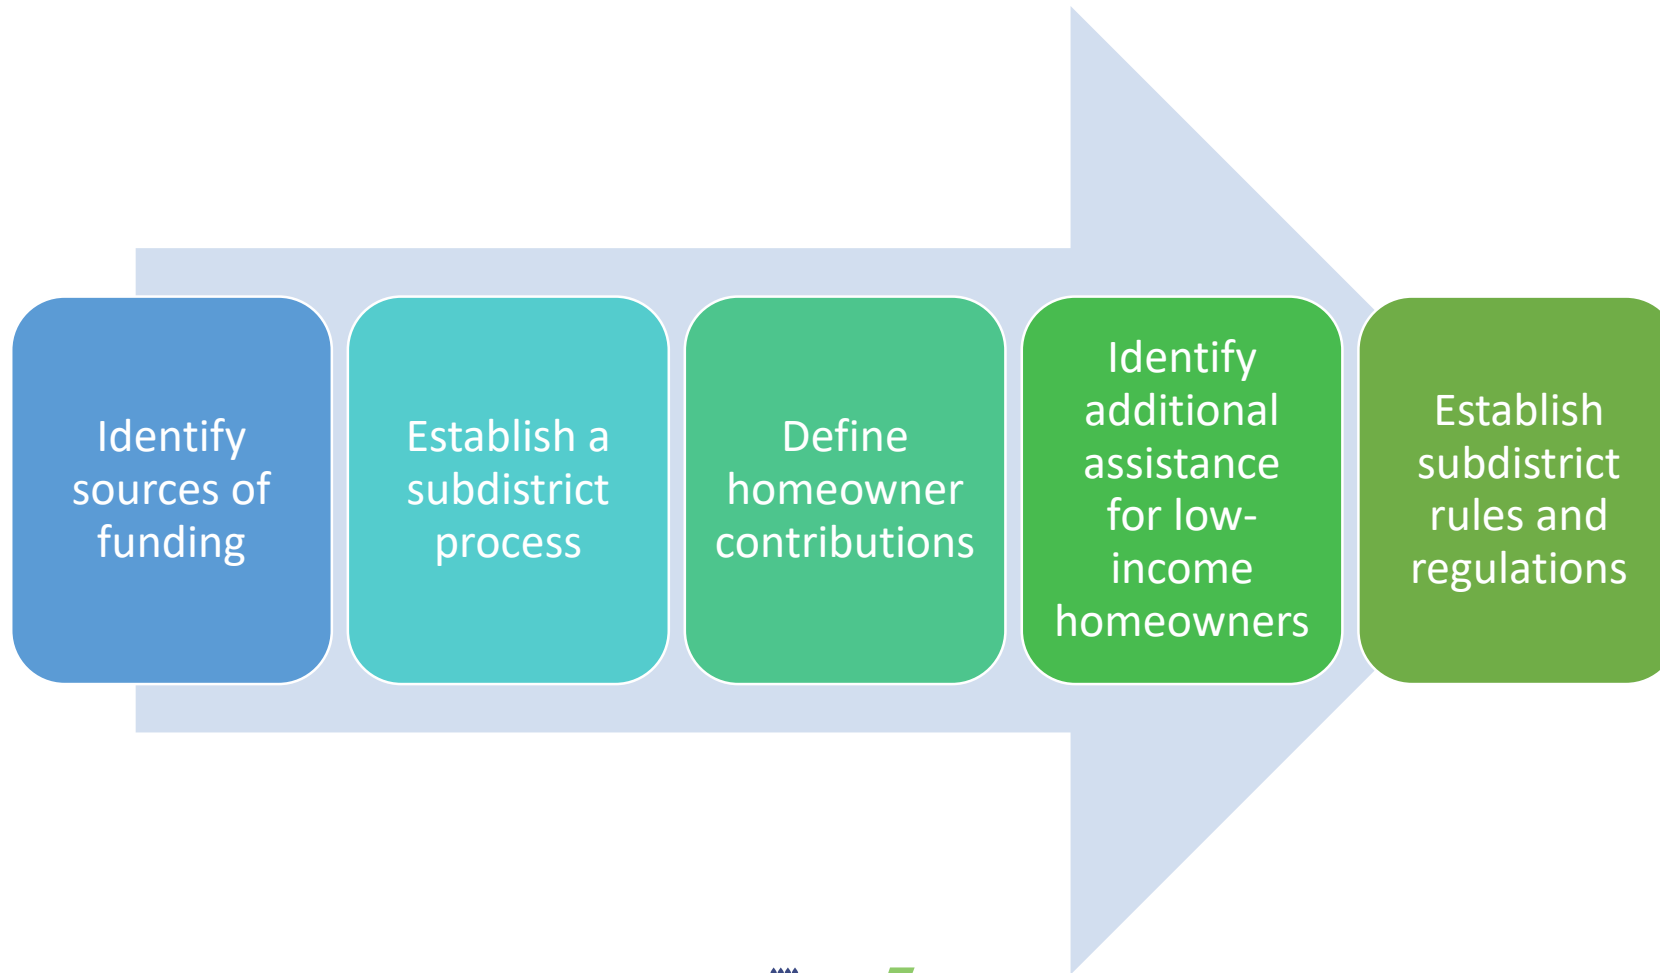 Identify
sources of
funding
Establish a
subdistrict
process
Define
homeowner
contributions
Identify
additional
assistance
for low-
income
homeowners
Establish
subdistrict
rules and
regulations